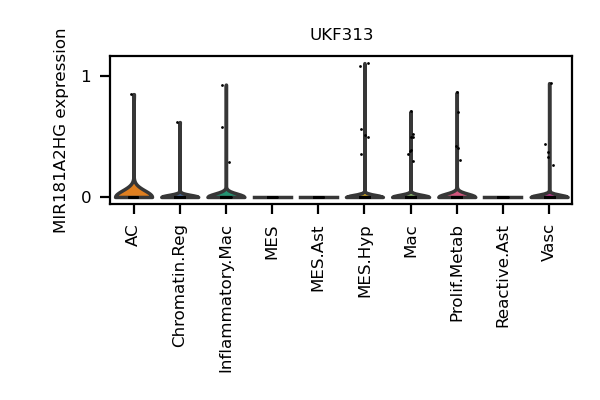 UKF313
MIR181A2HG expression
1
0
AC
Chromatin.Reg
Inflammatory.Mac
MES
MES.Ast
MES.Hyp
Mac
Prolif.Metab
Reactive.Ast
Vasc